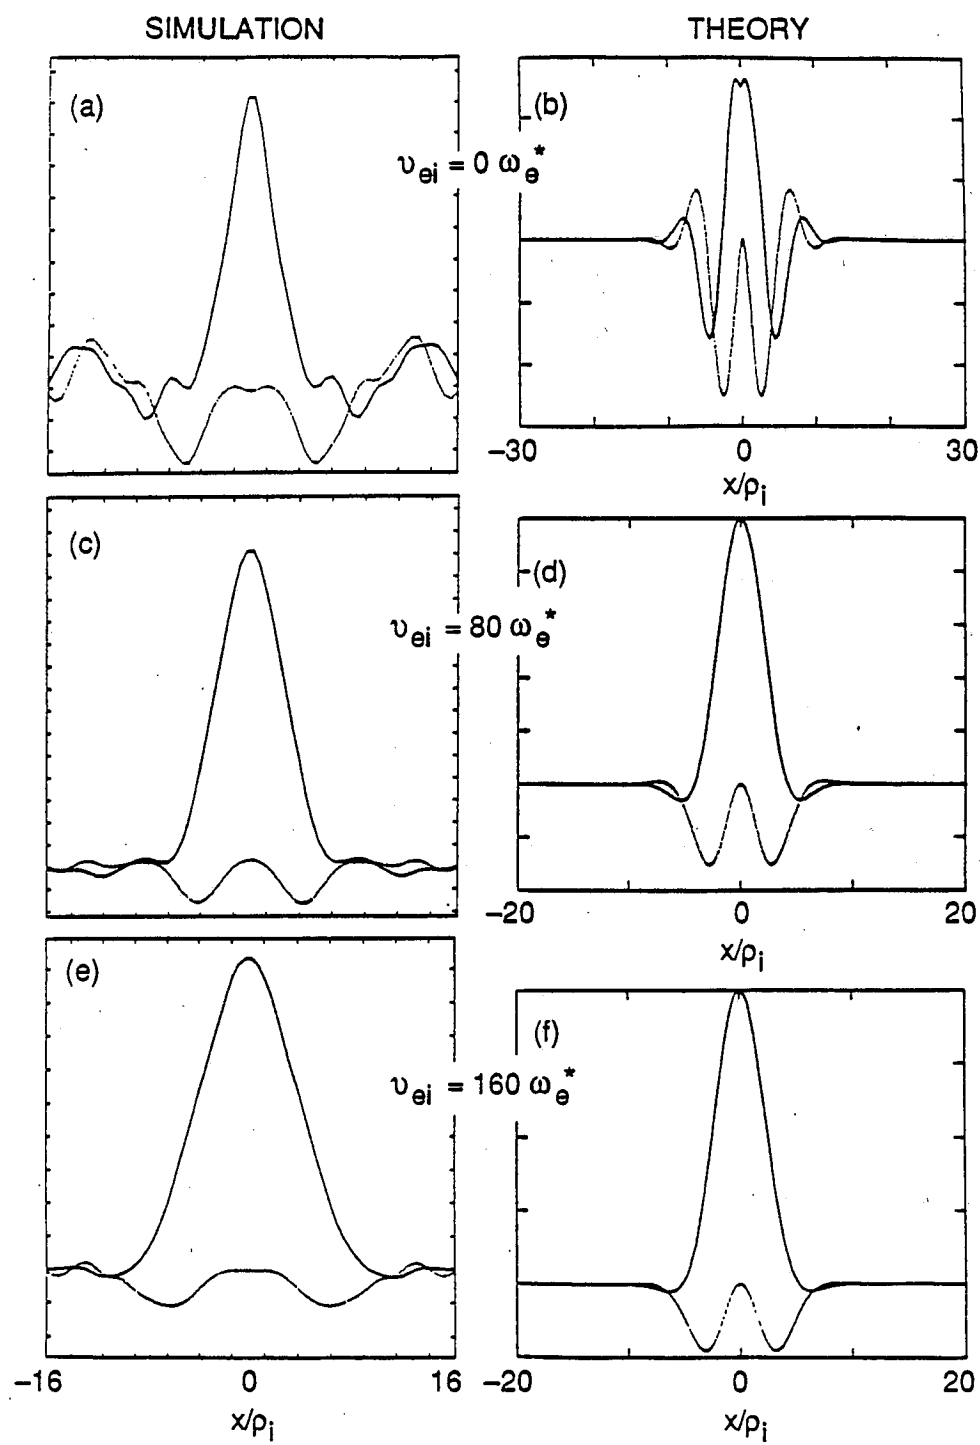 SIMULATION
THEORY
(a)
(b)
υei = 0 ωe*
−30
0
30
x/ρi
(c)
(d)
υei = 80 ωe*
−20
0
20
x/ρi
(e)
(f)
υei = 160 ωe*
−16
0
16
x/ρi
−20
0
20
x/ρi